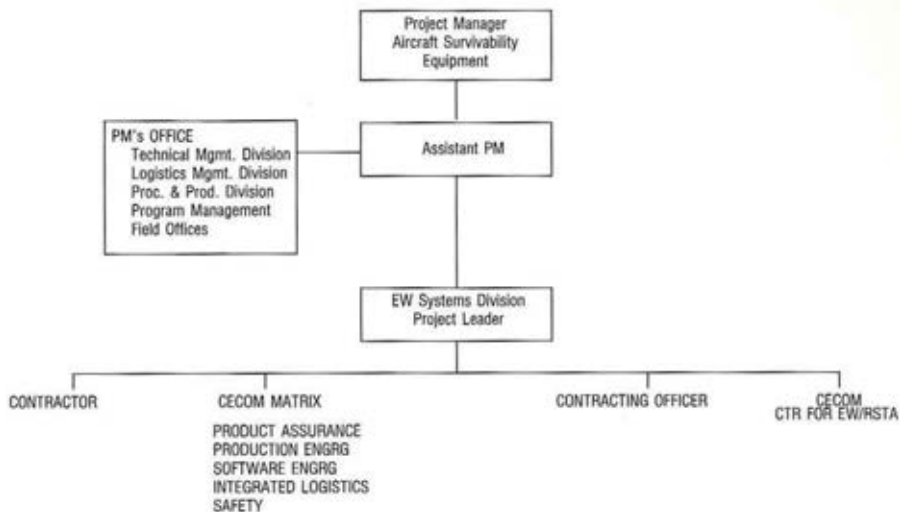 Project Manager
Aircraft Survivability
Equipment
PM's OFFICE
Technical Mgmt. Division
Logistics Mgmt. Division
Proc. & Prod. Division
Program Management
Field Offices
Assistant PM
EW Systems Division
Project Leader
CONTRACTOR
CECOM MATRIX
PRODUCT ASSURANCE
PRODUCTION ENGRG
SOFTWARE ENGRG
INTEGRATED LOGISTICS
SAFETY
CONTRACTING OFFICER
CECOM
CTR FOR EW/RSTA